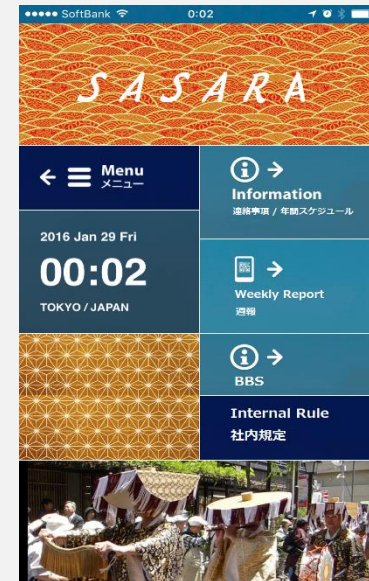 SoftBank 0:02
SASARA
Menu
メニュー
Information
連絡事項 / 年間スケジュール
2016 Jan 29 Fri
00:02
TOKYO / JAPAN
Weekly Report
週報
BBS
Internal Rule
社内規定